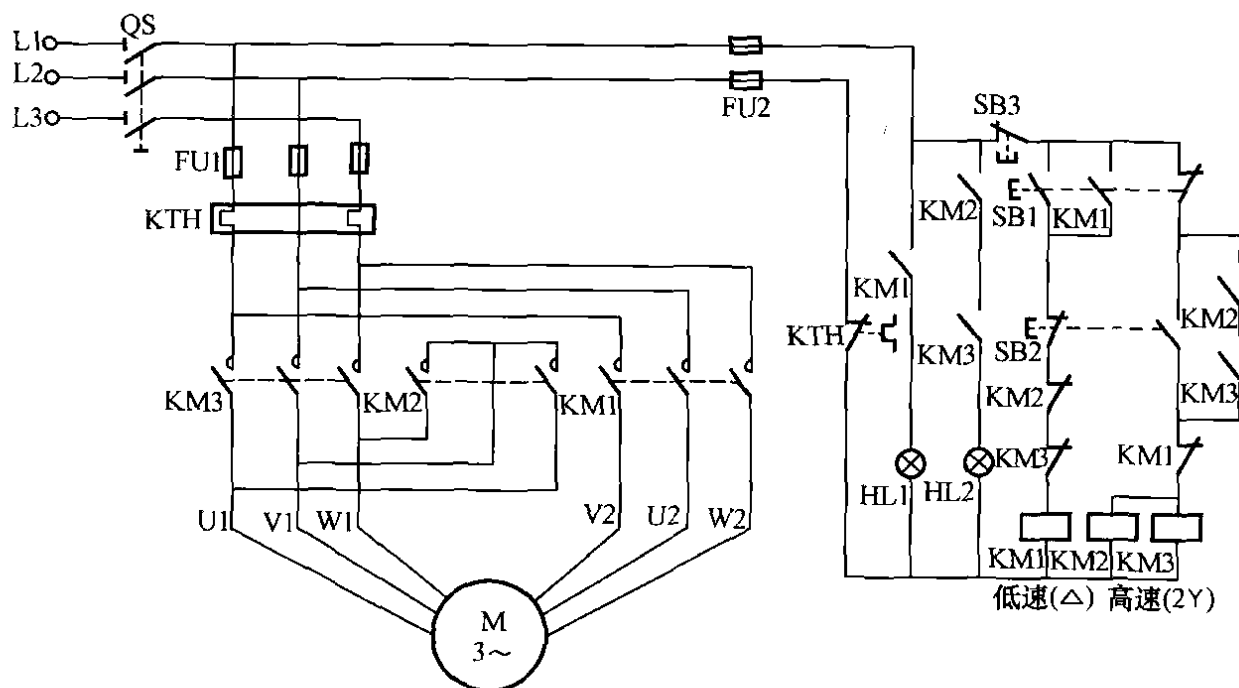 QS
L1
L2
L3
FU2
SB3
FU1
KTH
KM2
SB1
KM1
KM1
KTH
KM3
SB2
KM2
KM3
KM2
KM1
KM2
KM3
KM3
KM1
HL1
HL2
U1
V1
W1
V2
U2
W2
KM1
KM2
KM3
低速(△)
高速(2Y)
M
3~